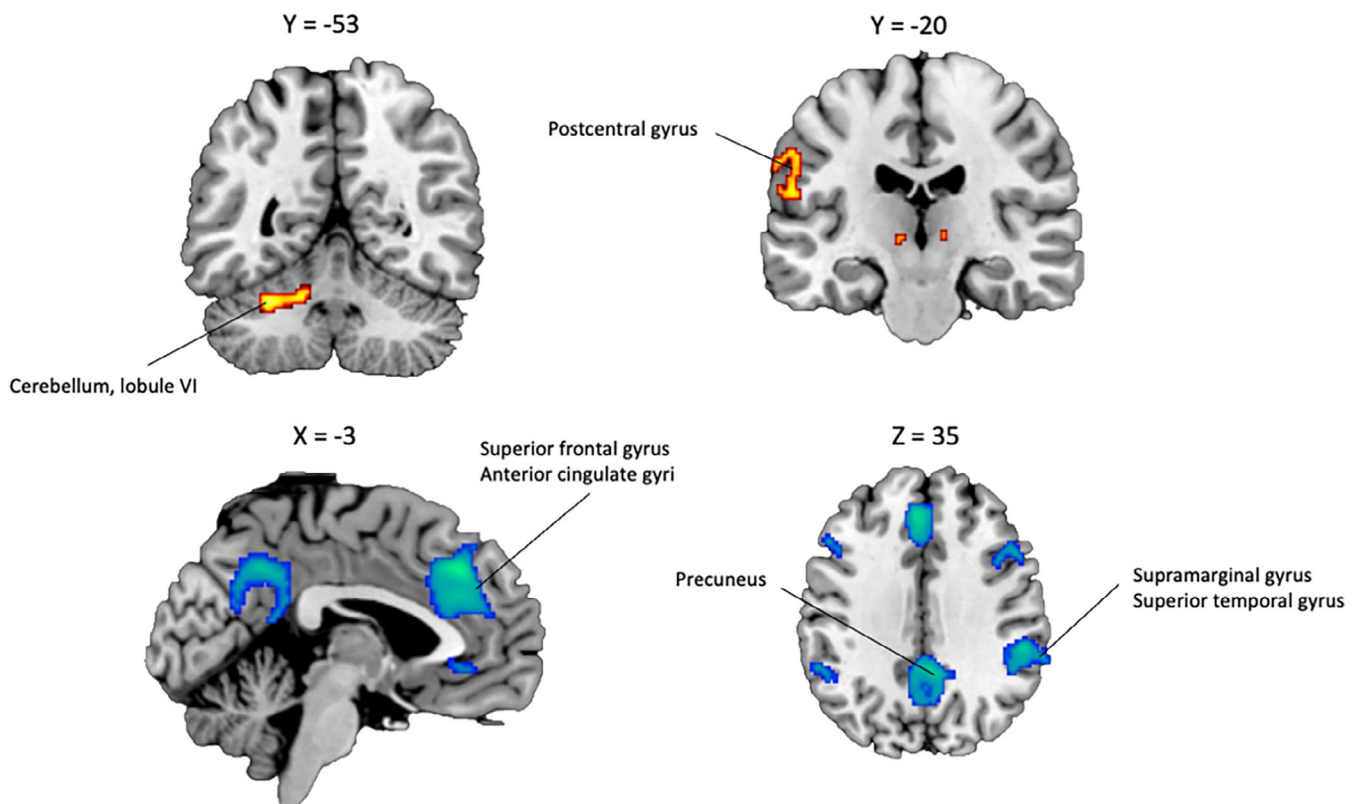 Y = -53
Y = -20
Postcentral gyrus
Cerebellum, lobule VI
X = -3
Z = 35
Superior frontal gyrus
Anterior cingulate gyri
Precuneus
Supramarginal gyrus
Superior temporal gyrus